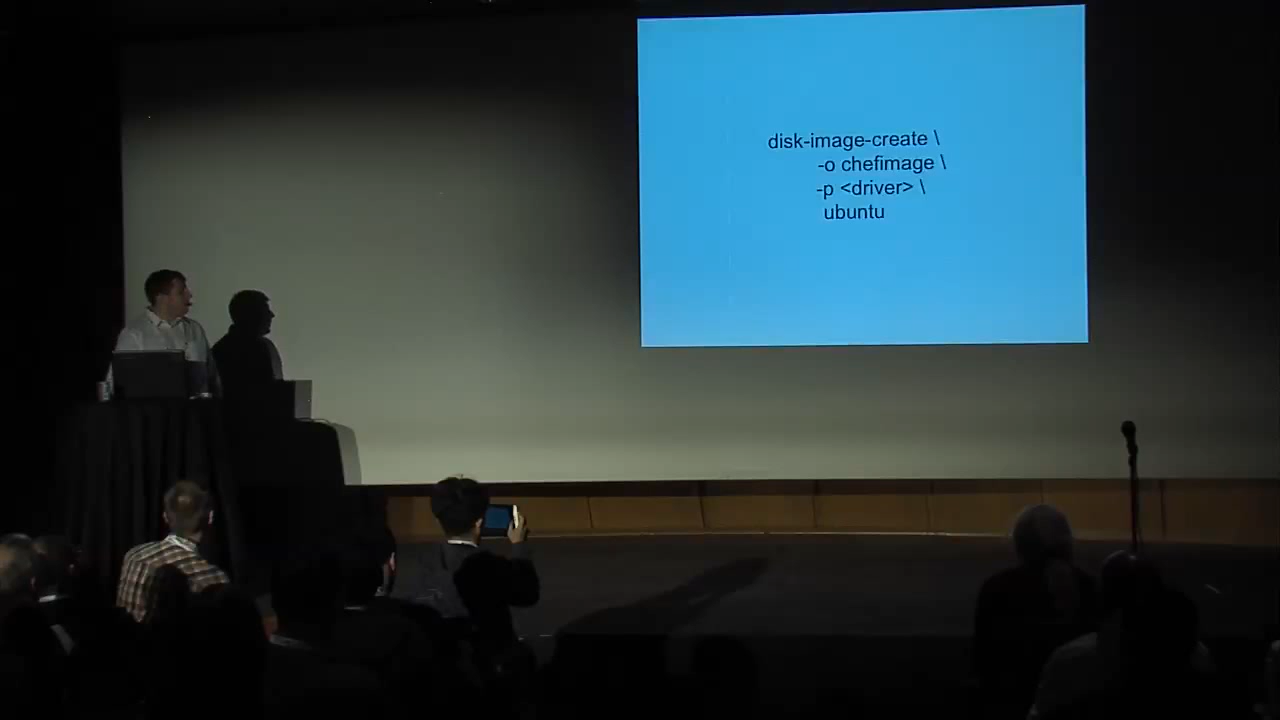 disk-image-create \
-o chefimage \
-p <driver> \
ubuntu